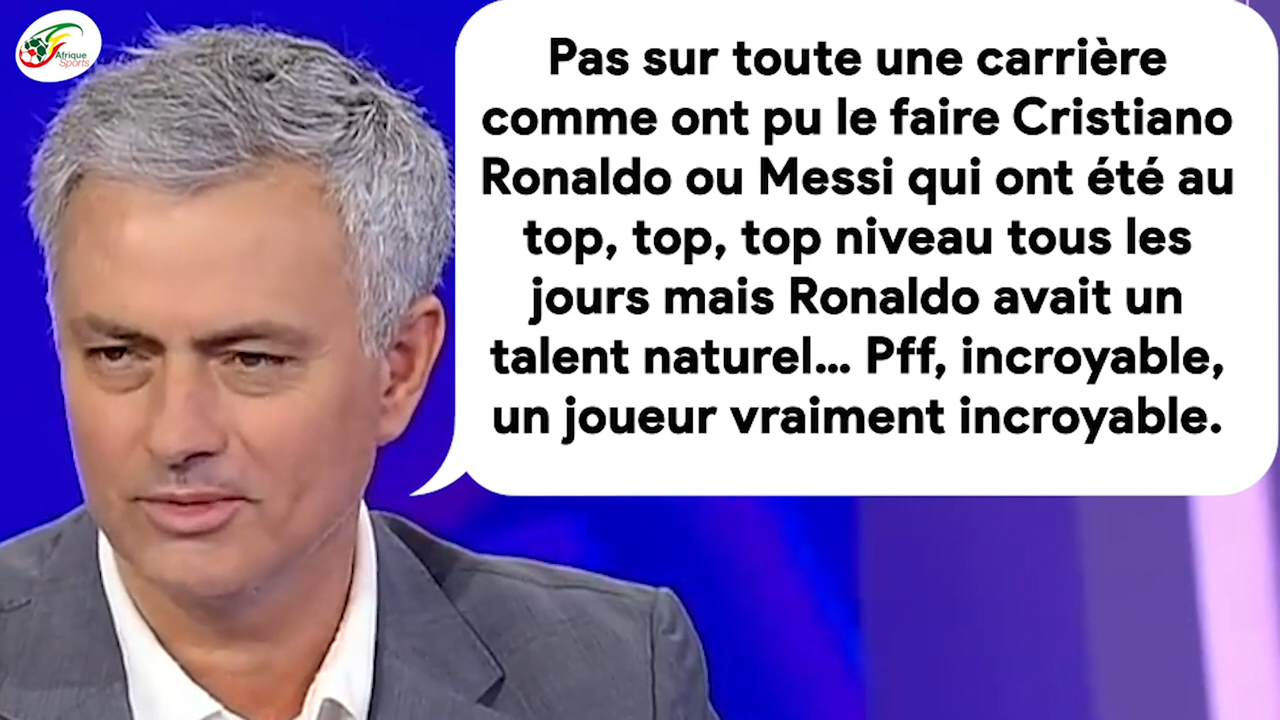 Afrique
Sports
Pas sur toute une carrière
comme ont pu le faire Cristiano
Ronaldo ou Messi qui ont été au
top, top, top niveau tous les
jours mais Ronaldo avait un
talent naturel... Pff, incroyable,
un joueur vraiment incroyable.